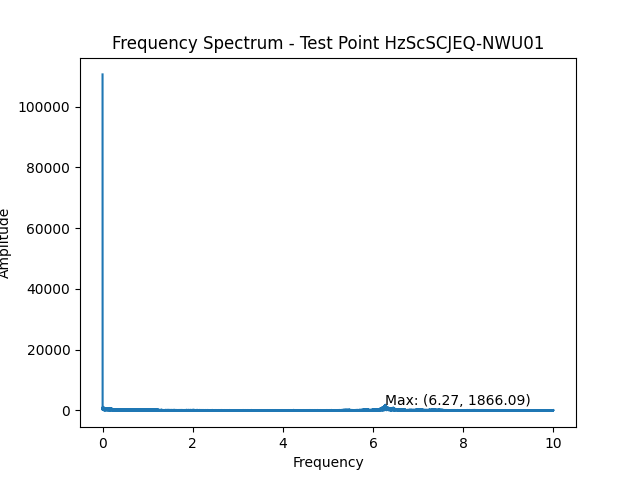 Frequency Spectrum - Test Point HzScSCJEQ-NWU01
100000
80000
60000
40000
20000
0
Amplitude
Max: (6.27, 1866.09)
0 2 4 6 8 10
Frequency